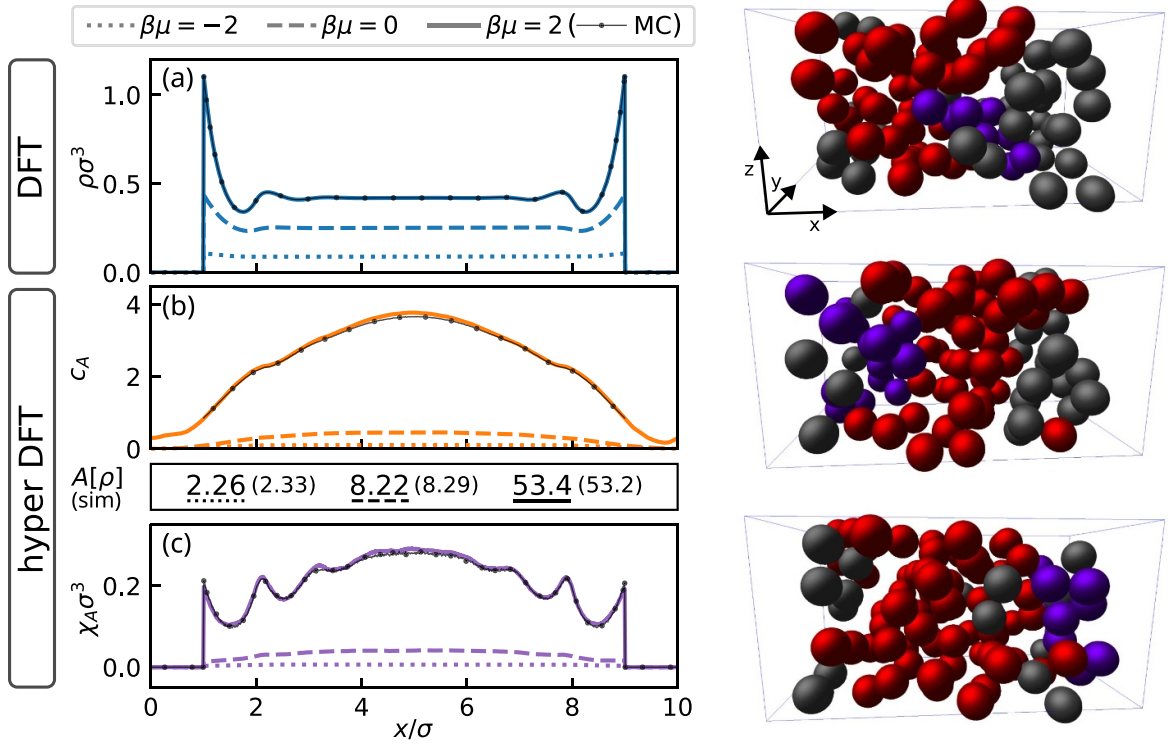 βμ = −2 βμ = 0 βμ = 2 ( MC)
DFT
(a)
ρσ³
1.0
0.5
0.0
hyper DFT
(b)
c_A
4
2
0
A[ρ] 2.26 (2.33) 8.22 (8.29) 53.4 (53.2)
(sim)
(c)
χ_Aσ³
0.2
0.0
0 2 4 6 8 10
x/σ
z
y
x